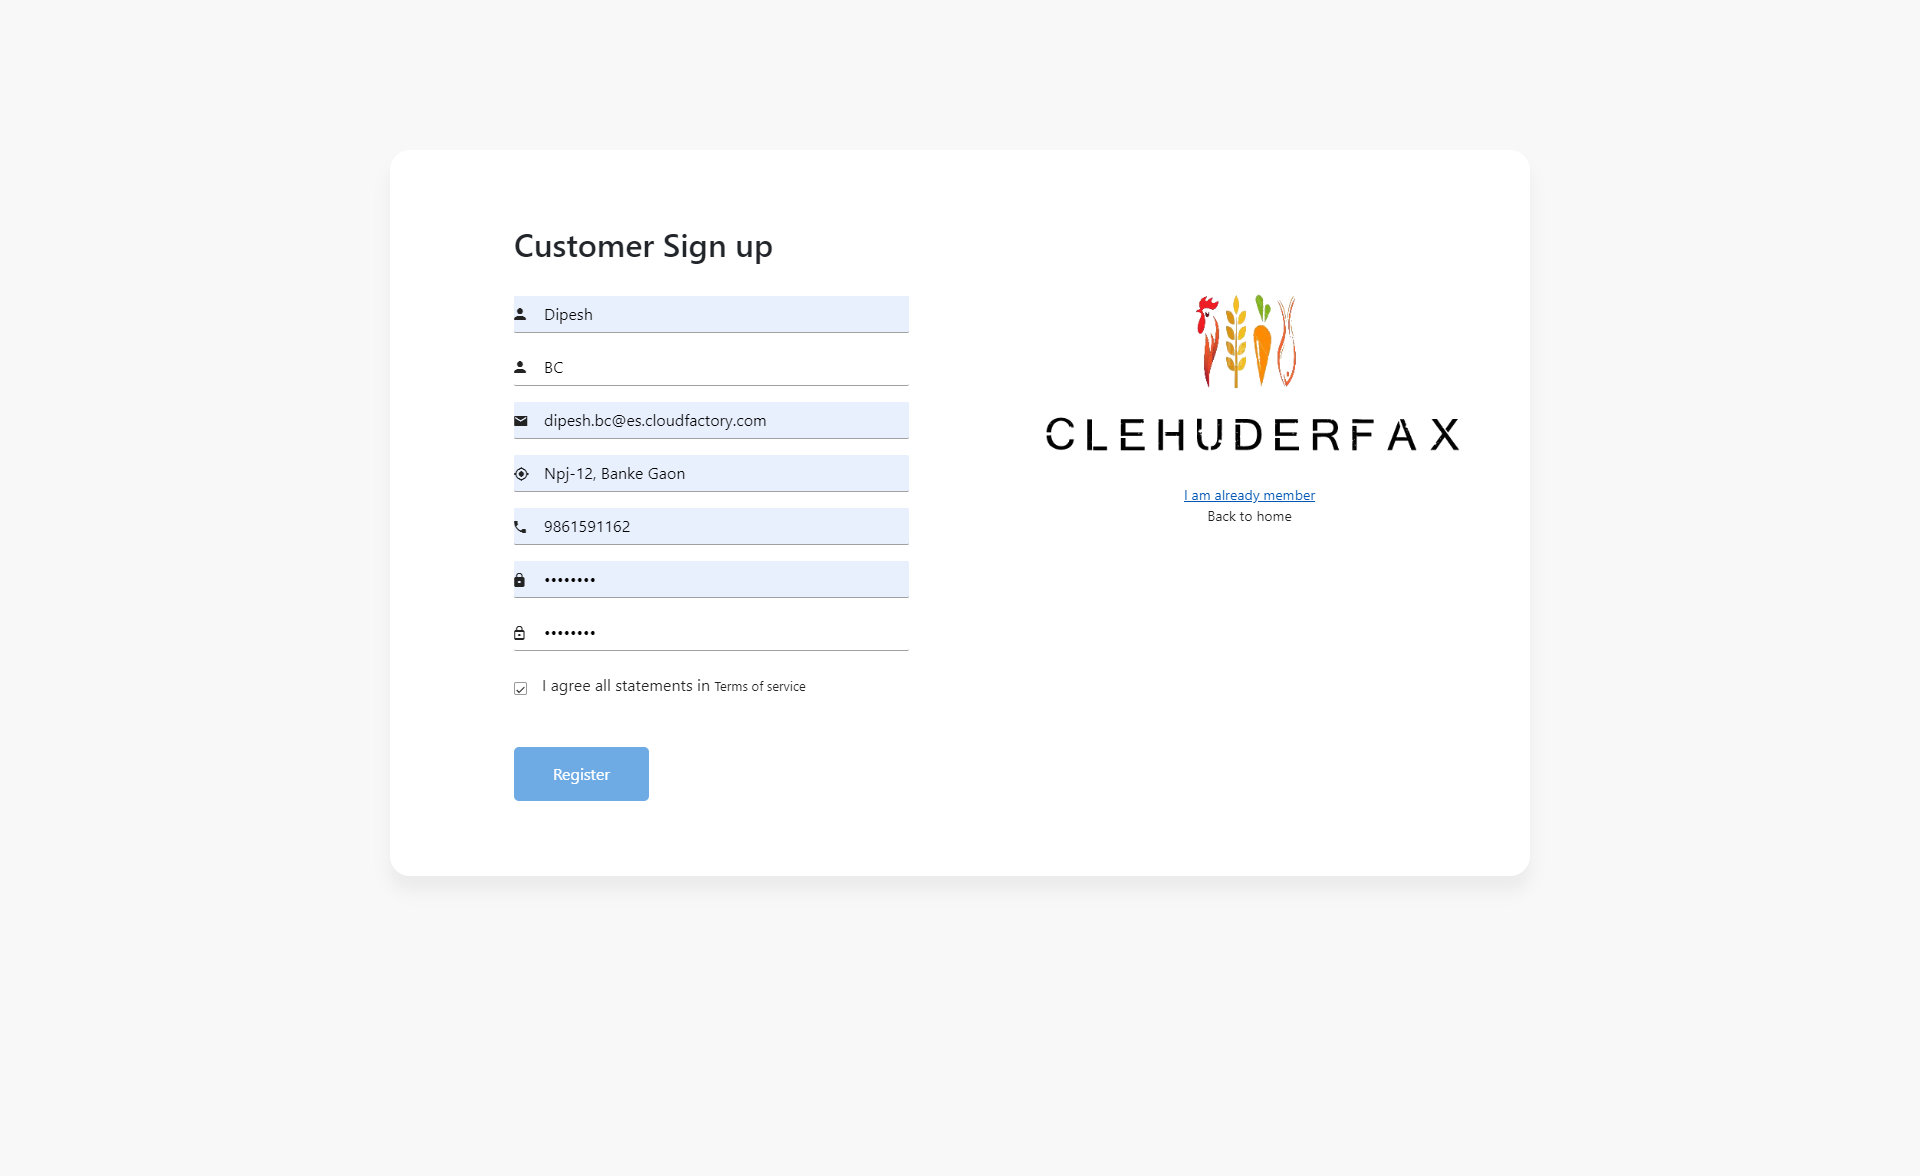 Customer Sign up
Dipesh
BC
dipesh.bc@es.cloudfactory.com
Npj-12, Banke Gaon
9861591162
••••••••
••••••••
I agree all statements in Terms of service
Register
CLEHUDERFAX
I am already member
Back to home